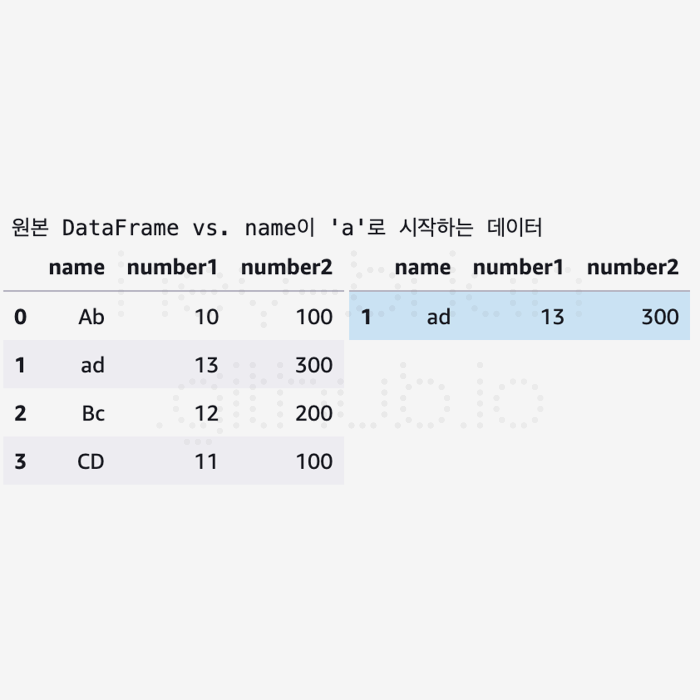 원본 DataFrame vs. name이 'a'로 시작하는 데이터
name number1 number2 name number1 number2
0 Ab 10 100 1 ad 13 300
1 ad 13 300
2 Bc 12 200
3 CD 11 100